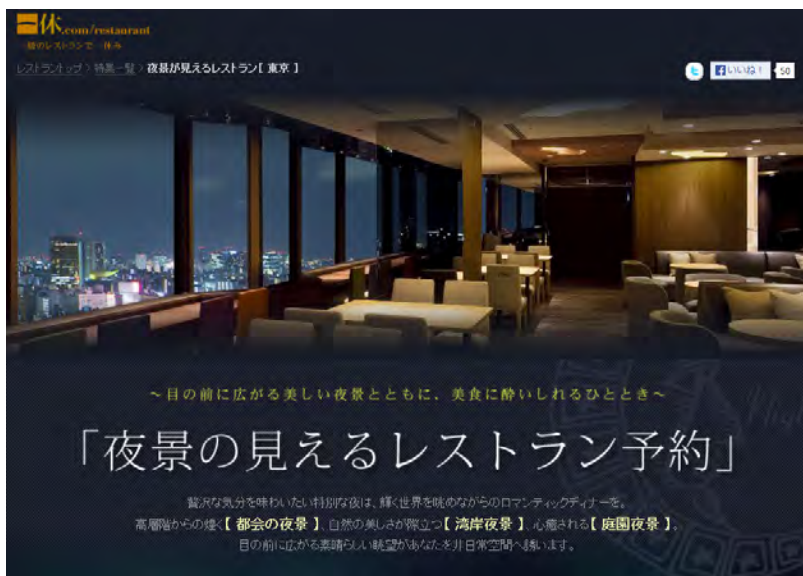 一休.com/restaurant
レストラントップ > 特集一覧 > 夜景が見えるレストラン【 東京 】
いいね！ 50
～目の前に広がる美しい夜景とともに、美食に酔いしれるひととき～
「夜景の見えるレストラン予約」
贅沢な気分を味わいたい特別な夜は、輝く世界を眺めながらのロマンティックディナーを。
高層階からの煌く【 都会の夜景 】、自然の美しさが際立つ【 湾岸夜景 】、心癒される【 庭園夜景 】。
目の前に広がる素晴らしい眺望があなたを非日常空間へ誘います。